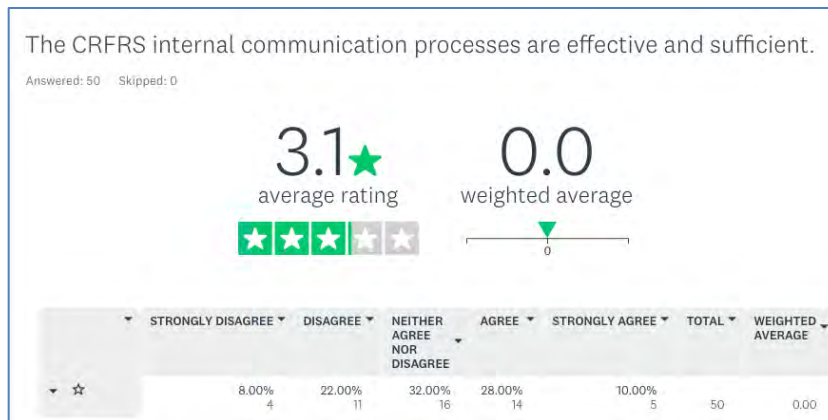 The CRFRS internal communication processes are effective and sufficient.
Answered: 50 Skipped: 0
3.1 0.0
average rating weighted average
0
STRONGLY DISAGREE DISAGREE NEITHER AGREE NOR DISAGREE AGREE STRONGLY AGREE TOTAL WEIGHTED AVERAGE
8.00% 22.00% 32.00% 28.00% 10.00%
4 11 16 14 5 50 0.00